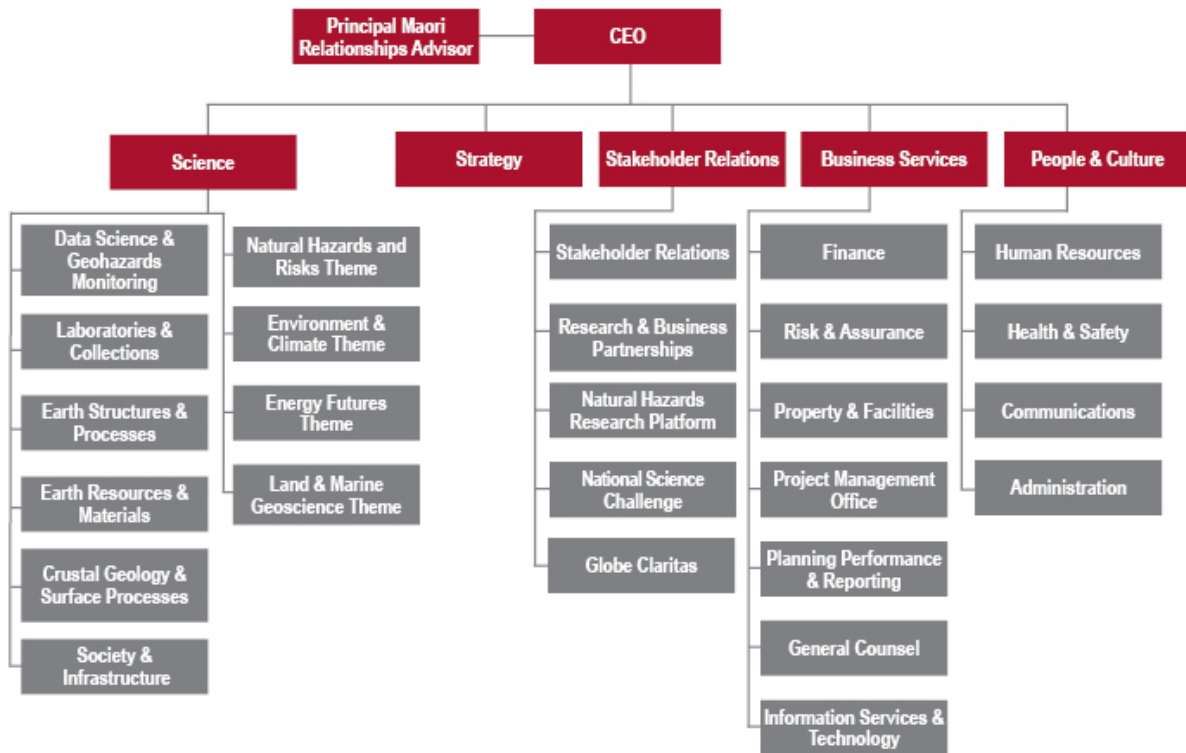 Principal Maori
Relationships Advisor
CEO
Science
Strategy
Stakeholder Relations
Business Services
People & Culture
Data Science &
Geohazards
Monitoring
Laboratories &
Collections
Earth Structures &
Processes
Earth Resources &
Materials
Crustal Geology &
Surface Processes
Society &
Infrastructure
Natural Hazards and
Risks Theme
Environment &
Climate Theme
Energy Futures
Theme
Land & Marine
Geoscience Theme
Stakeholder Relations
Research & Business
Partnerships
Natural Hazards
Research Platform
National Science
Challenge
Globe Claritas
Finance
Risk & Assurance
Property & Facilities
Project Management
Office
Planning Performance
& Reporting
General Counsel
Information Services &
Technology
Human Resources
Health & Safety
Communications
Administration